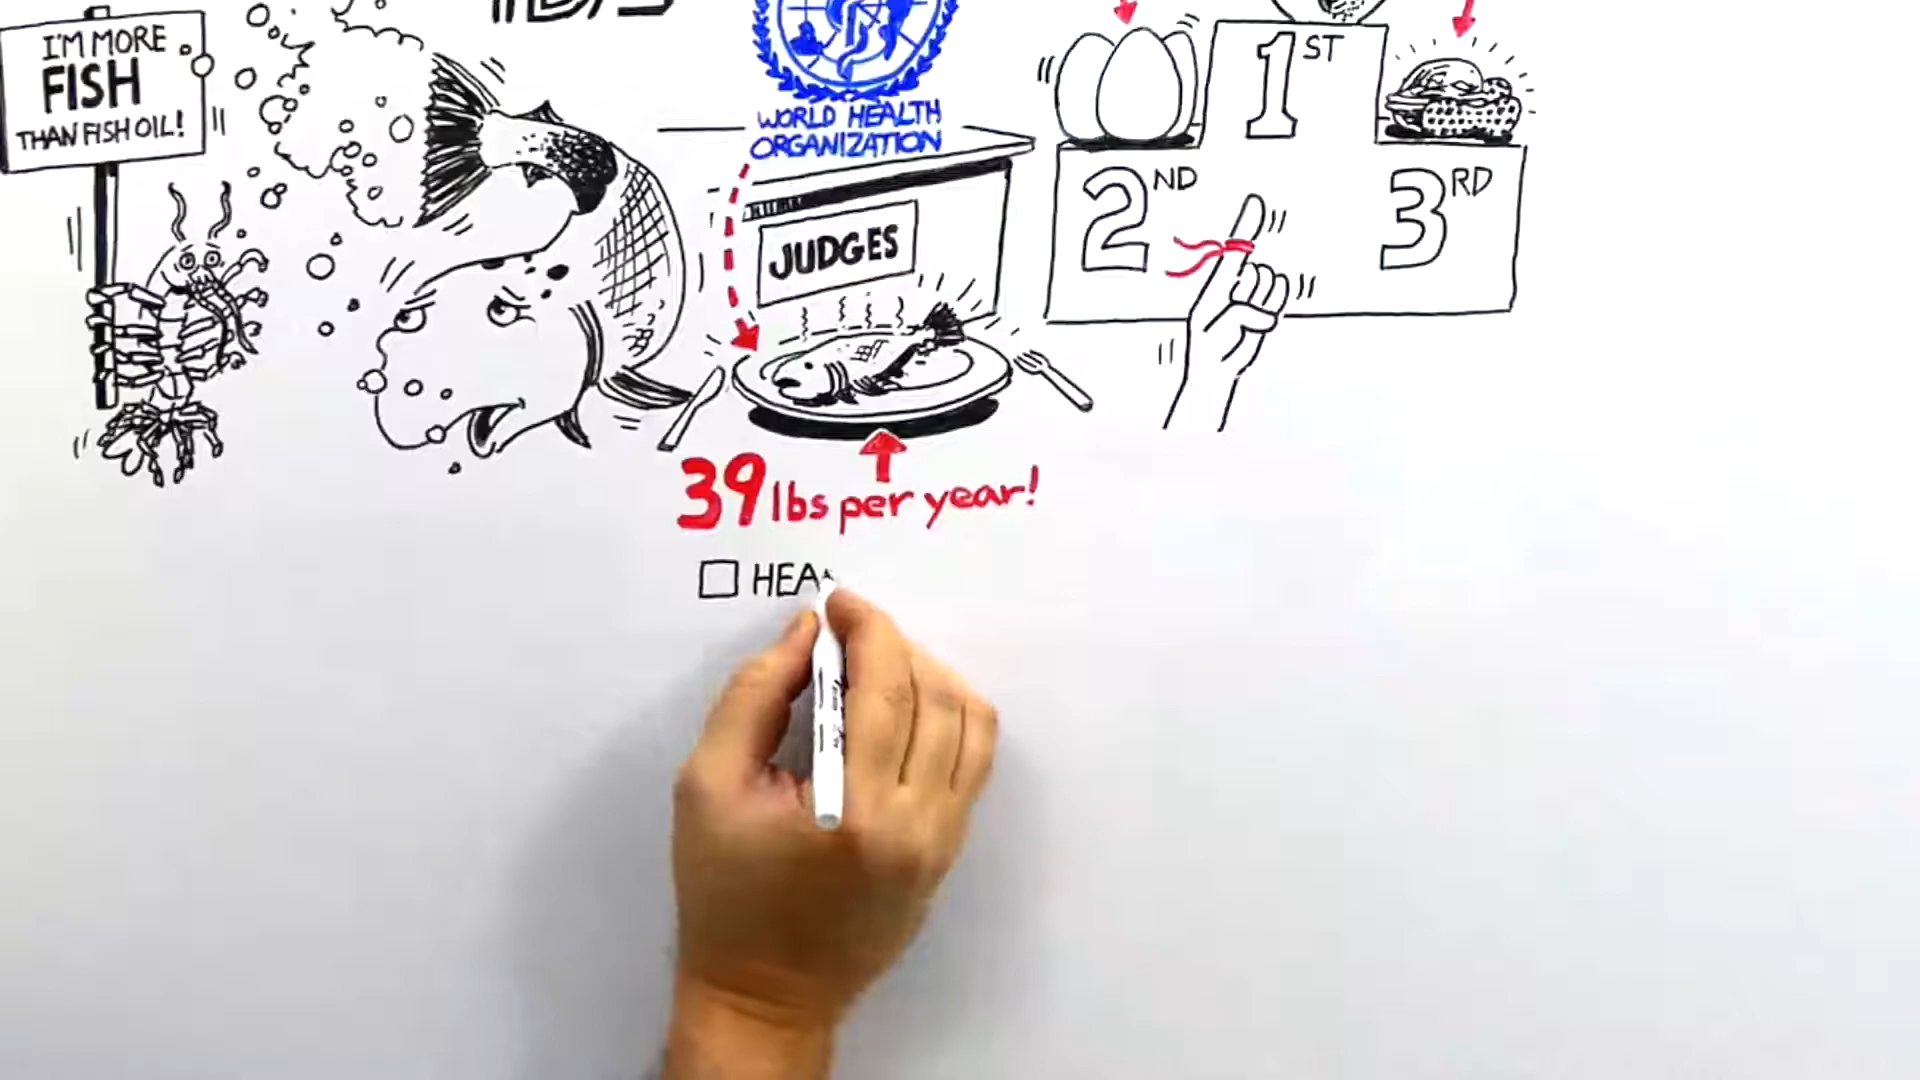 I'M MORE
FISH
THAN FISH OIL!
WORLD HEALTH
ORGANIZATION
JUDGES
39 lbs per year!
HEA
1ST
2ND
3RD